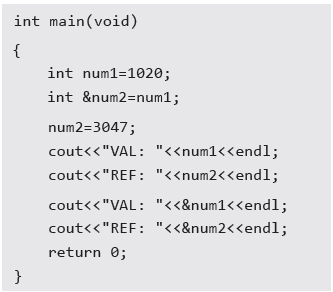 int main(void)
{
    int num1=1020;
    int &num2=num1;
    num2=3047;
    cout<<"VAL: "<<num1<<endl;
    cout<<"REF: "<<num2<<endl;
    cout<<"VAL: "<<&num1<<endl;
    cout<<"REF: "<<&num2<<endl;
    return 0;
}